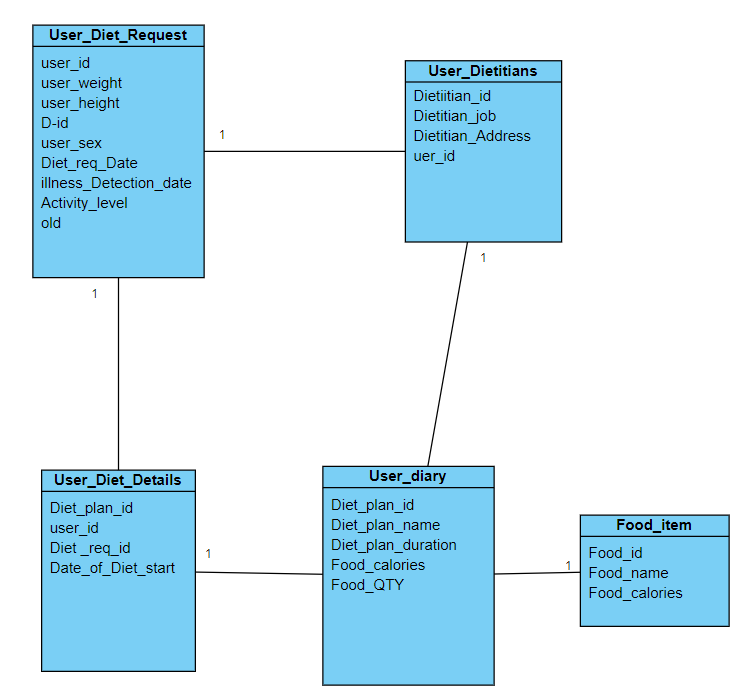 User_Diet_Request
user_id
user_weight
user_height
D-id
user_sex
Diet_req_Date
illness_Detection_date
Activity_level
old
1
User_Dietitians
Dietiitian_id
Dietitian_job
Dietitian_Address
uer_id
1
1
User_Diet_Details
Diet_plan_id
user_id
Diet _req_id
Date_of_Diet_start
1
User_diary
Diet_plan_id
Diet_plan_name
Diet_plan_duration
Food_calories
Food_QTY
1
Food_item
Food_id
Food_name
Food_calories